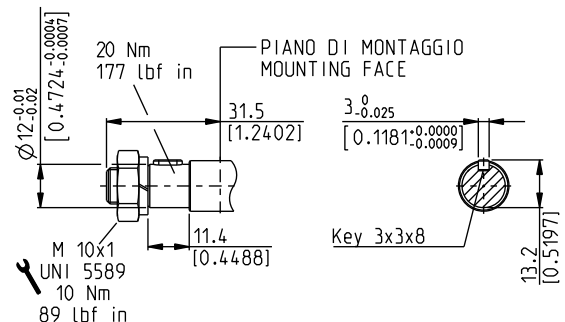 Ø12-0.01 -0.02
[0.4724-0.0004 -0.0007]
20 Nm
177 lbf in
PIANO DI MONTAGGIO
MOUNTING FACE
31.5
[1.2402]
3 0 -0.025
[0.1181+0.0000 -0.0009]
11.4
[0.4488]
Key 3x3x8
13.2
[0.5197]
M 10x1
UNI 5589
10 Nm
89 lbf in